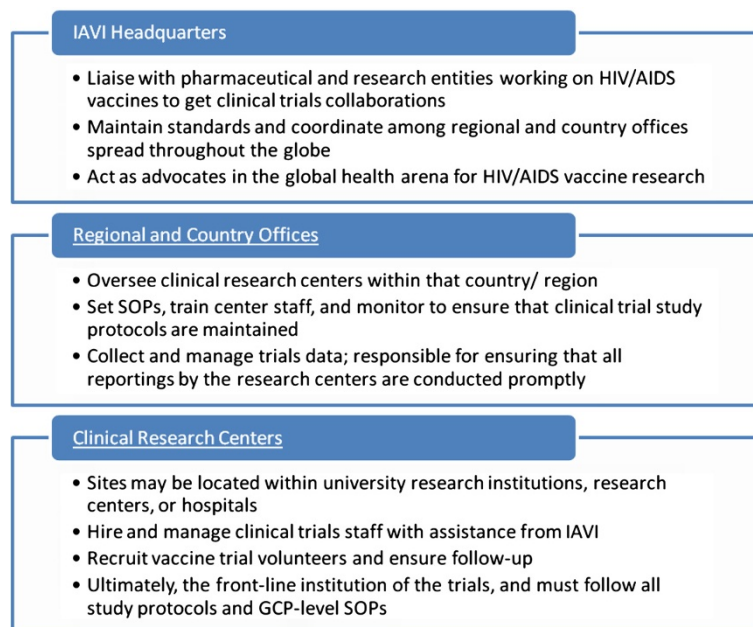 IAVI Headquarters
• Liaise with pharmaceutical and research entities working on HIV/AIDS
vaccines to get clinical trials collaborations
• Maintain standards and coordinate among regional and country offices
spread throughout the globe
• Act as advocates in the global health arena for HIV/AIDS vaccine research
Regional and Country Offices
• Oversee clinical research centers within that country/ region
• Set SOPs, train center staff, and monitor to ensure that clinical trial study
protocols are maintained
• Collect and manage trials data; responsible for ensuring that all
reportings by the research centers are conducted promptly
Clinical Research Centers
• Sites may be located within university research institutions, research
centers, or hospitals
• Hire and manage clinical trials staff with assistance from IAVI
• Recruit vaccine trial volunteers and ensure follow-up
• Ultimately, the front-line institution of the trials, and must follow all
study protocols and GCP-level SOPs